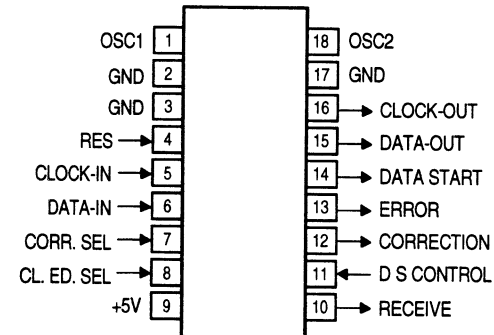 OSC1 1 18 OSC2
GND 2 17 GND
GND 3 16 CLOCK-OUT
RES 4 15 DATA-OUT
CLOCK-IN 5 14 DATA START
DATA-IN 6 13 ERROR
CORR. SEL 7 12 CORRECTION
CL. ED. SEL 8 11 D S CONTROL
+5V 9 10 RECEIVE